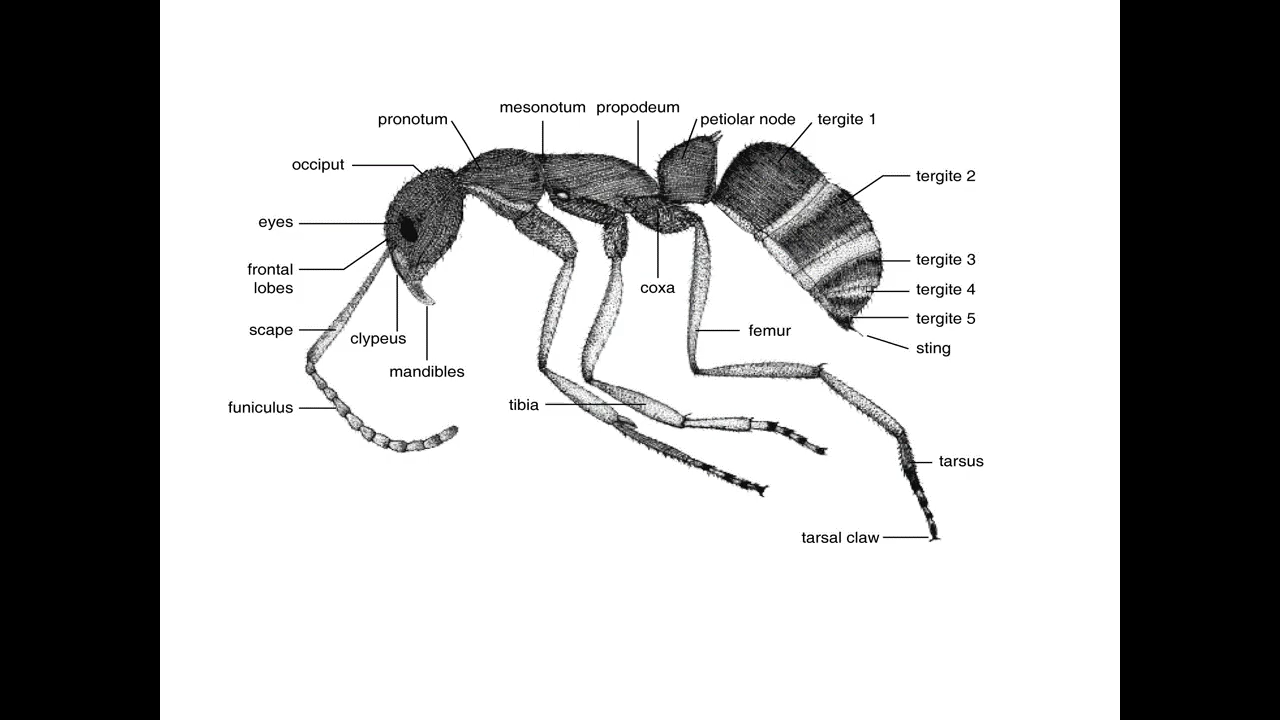 mesonotum
propodeum
pronotum
petiolar node
tergite 1
occiput
tergite 2
eyes
frontal
lobes
tergite 3
coxa
tergite 4
tergite 5
scape
clypeus
femur
sting
mandibles
funiculus
tibia
tarsus
tarsal claw